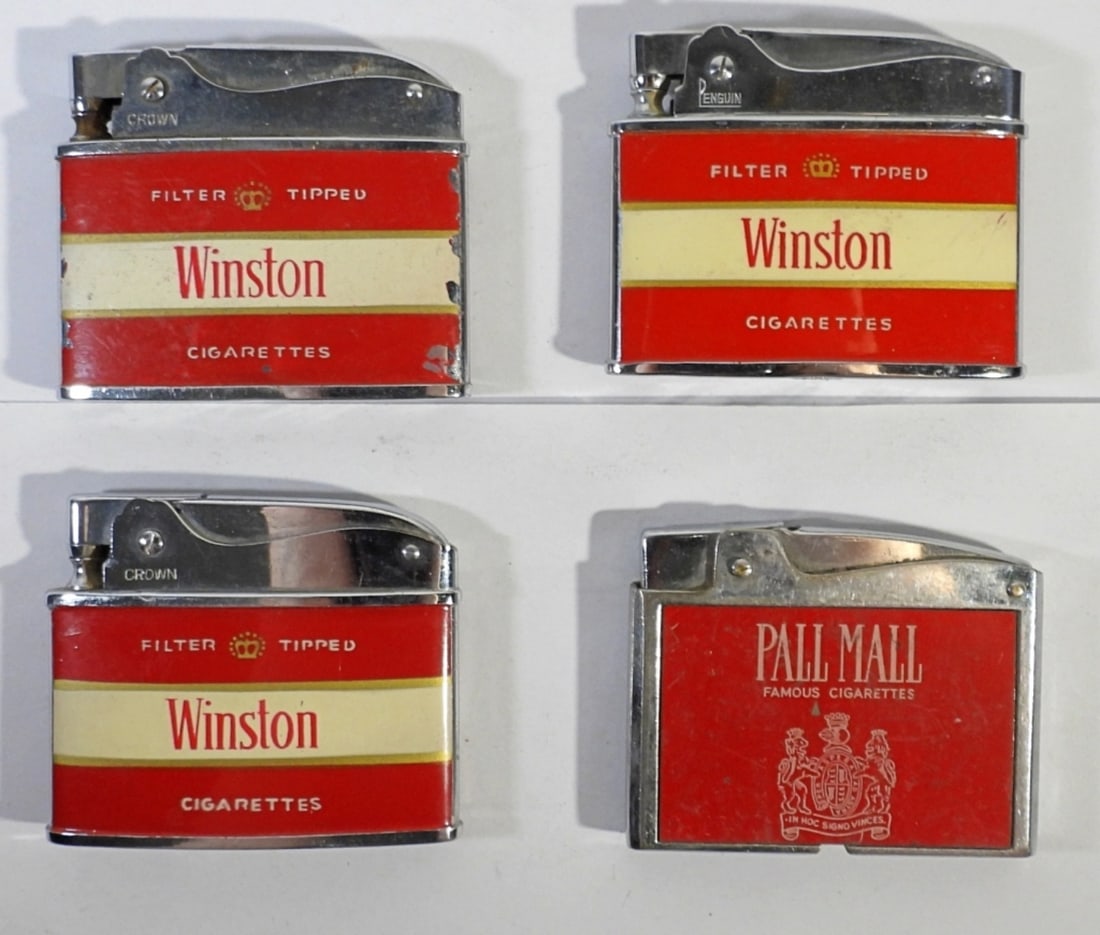 CROWN
FILTER TIPPED
Winston
CIGARETTES
PENGUIN
FILTER TIPPED
Winston
CIGARETTES
CROWN
FILTER TIPPED
Winston
CIGARETTES
PALL MALL
FAMOUS CIGARETTES
·IN HOC SIGNO VINCES·